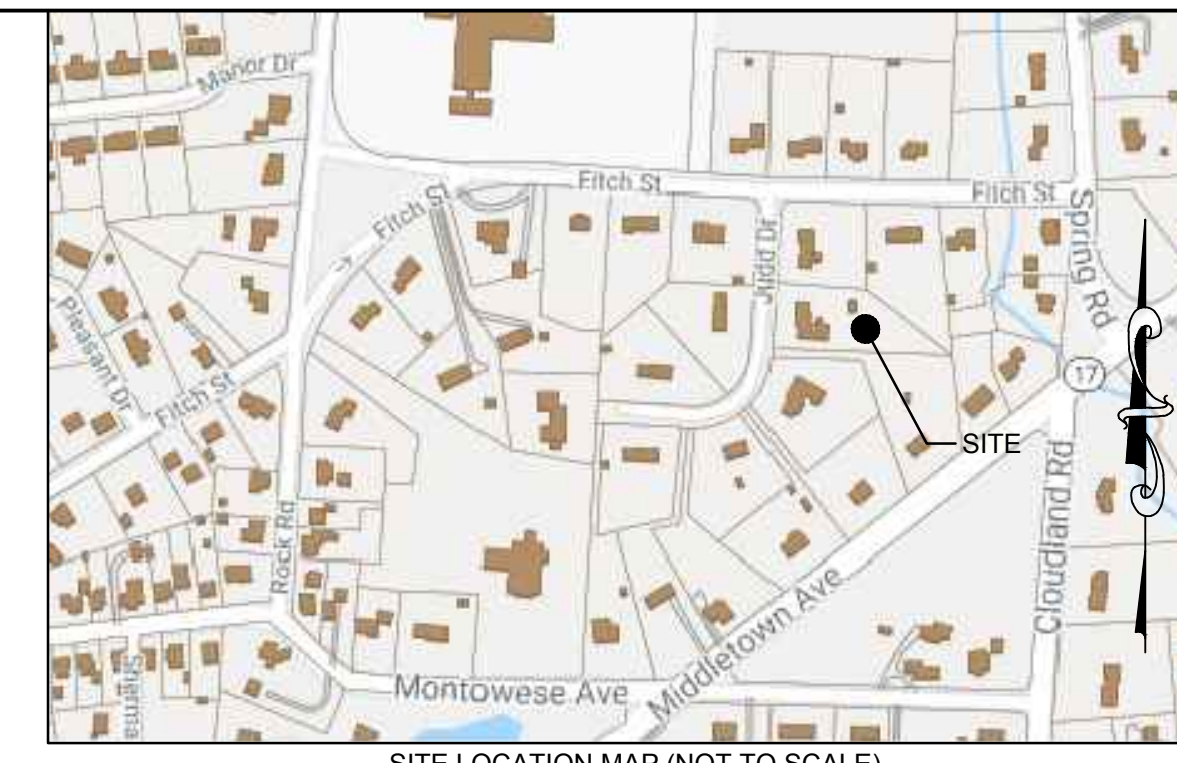 Manor Dr
Fitch St
Fitch St
Fitch St
Spring Rd
Judd Dr
Pleasant Dr
Fitch St
17
SITE
Rock Rd
Cloudland Rd
Middletown Ave
Montowese Ave
SITE LOCATION MAP (NOT TO SCALE)